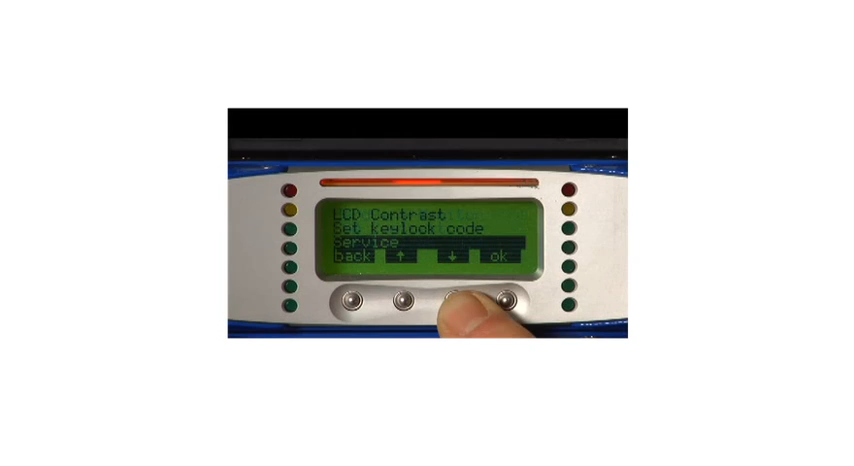 LCD Contrast
Set keylock code
Service
back ↑ ↓ ok